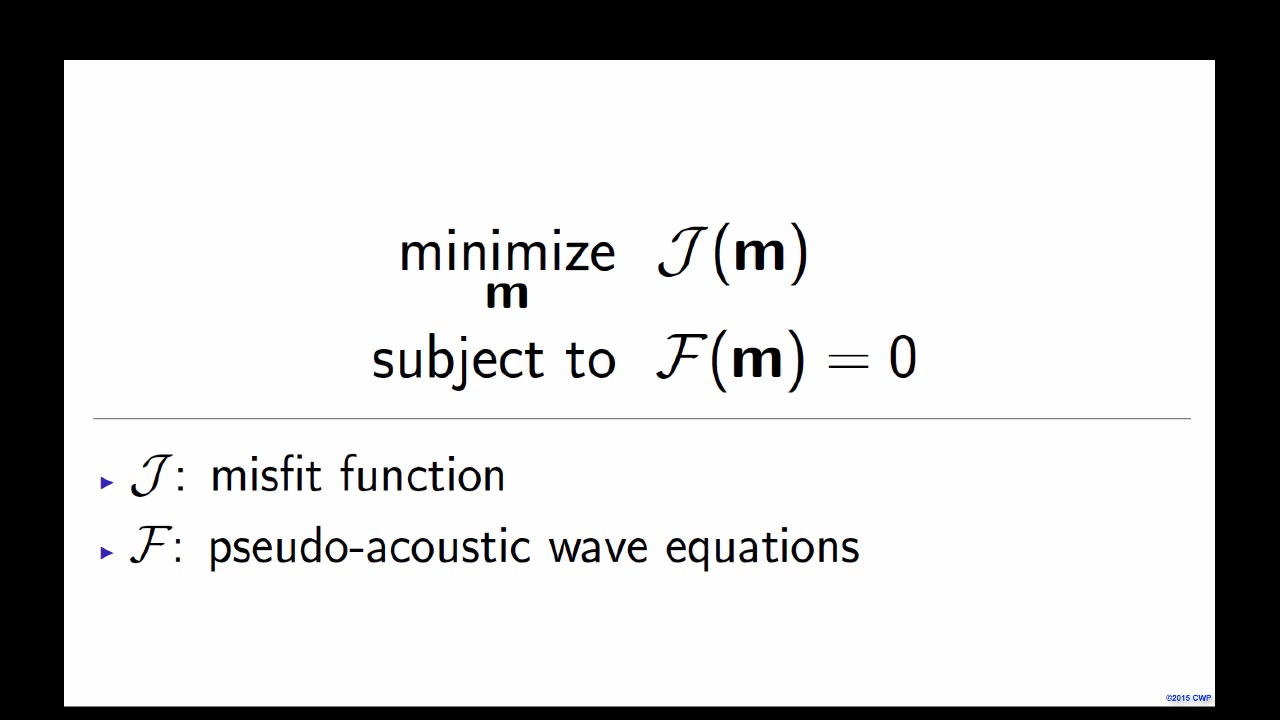 minimize 𝒥(𝐦)
𝐦
subject to ℱ(𝐦) = 0
▸ 𝒥: misfit function
▸ ℱ: pseudo-acoustic wave equations
©2015 CWP